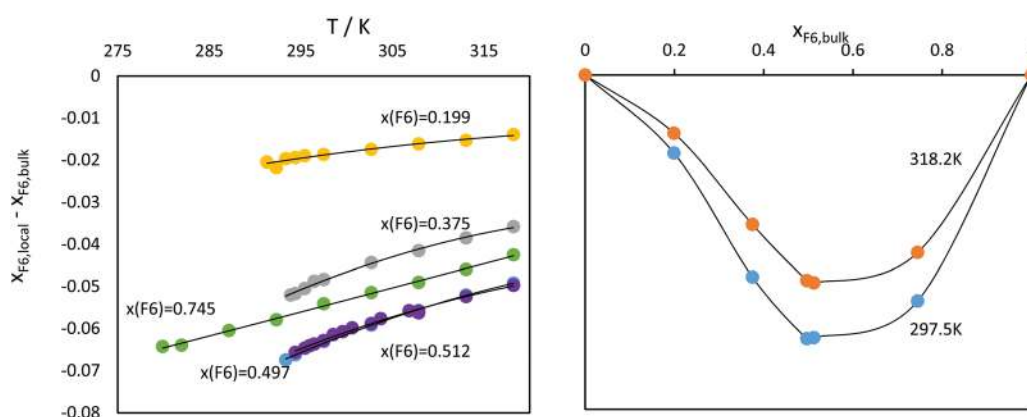 T / K
275 285 295 305 315
0
-0.01
-0.02
-0.03
-0.04
-0.05
-0.06
-0.07
-0.08
xF6,local - xF6,bulk
x(F6)=0.199
x(F6)=0.375
x(F6)=0.745
x(F6)=0.512
x(F6)=0.497
xF6,bulk
0 0.2 0.4 0.6 0.8
318.2K
297.5K